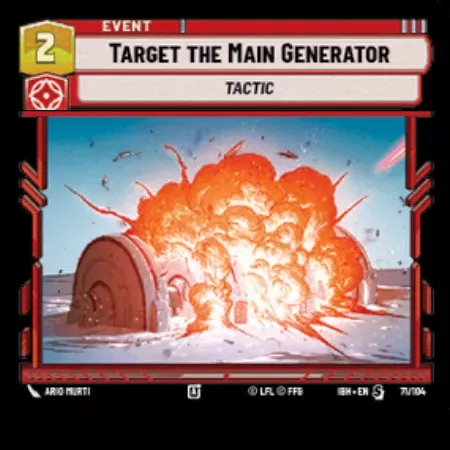 EVENT
2
TARGET THE MAIN GENERATOR
TACTIC
ARIO MURTI
© LFL Ⓟ FFG
IBH • EN
71/104